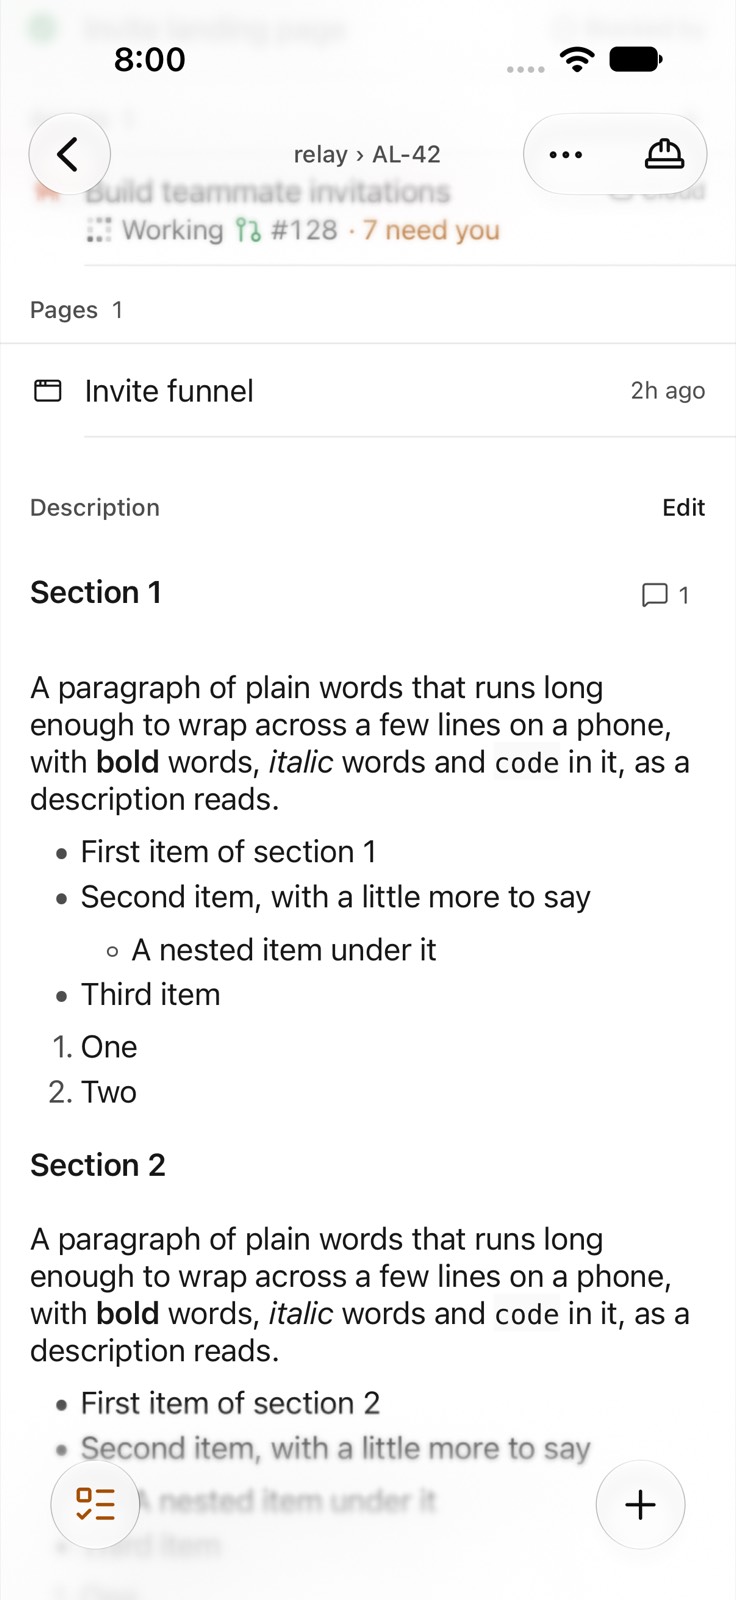 Invite landing page
8:00
relay › AL-42
Build teammate invitations
Cloud
Working #128 · 7 need you
Pages 1
Invite funnel
2h ago
Description
Edit
Section 1
1
A paragraph of plain words that runs long
enough to wrap across a few lines on a phone,
with bold words, italic words and code in it, as a
description reads.
• First item of section 1
• Second item, with a little more to say
◦ A nested item under it
• Third item
1. One
2. Two
Section 2
A paragraph of plain words that runs long
enough to wrap across a few lines on a phone,
with bold words, italic words and code in it, as a
description reads.
• First item of section 2
• Second item, with a little more to say
A nested item under it
• Third item